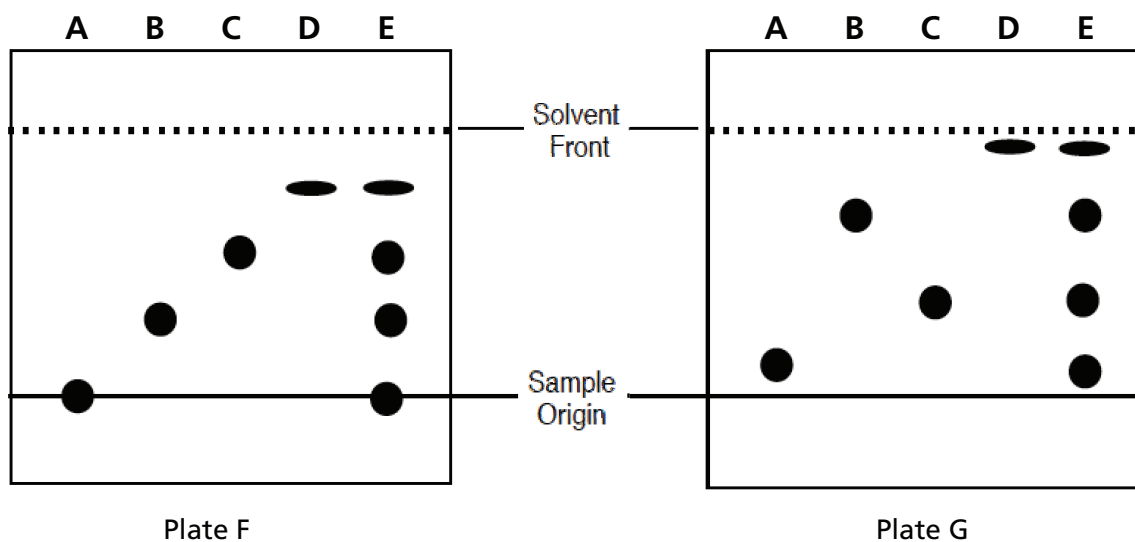 A B C D E
A B C D E
Solvent
Front
Sample
Origin
Plate F
Plate G